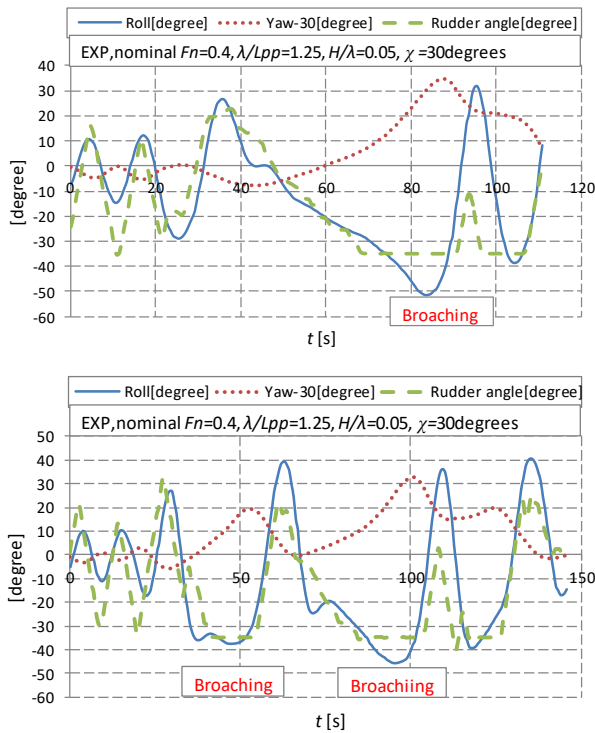 Roll[degree] Yaw-30[degree] Rudder angle[degree]
EXP,nominal Fn=0.4, λ/Lpp=1.25, H/λ=0.05, χ=30degrees
40
30
20
10
0
-10
-20
-30
-40
-50
-60
[degree]
0 20 40 60 80 100 120
Broaching
t [s]
Roll[degree] Yaw-30[degree] Rudder angle[degree]
EXP,nominal Fn=0.4, λ/Lpp=1.25, H/λ=0.05, χ=30degrees
50
40
30
20
10
0
-10
-20
-30
-40
-50
-60
[degree]
0 50 100 150
Broaching Broachiing
t [s]